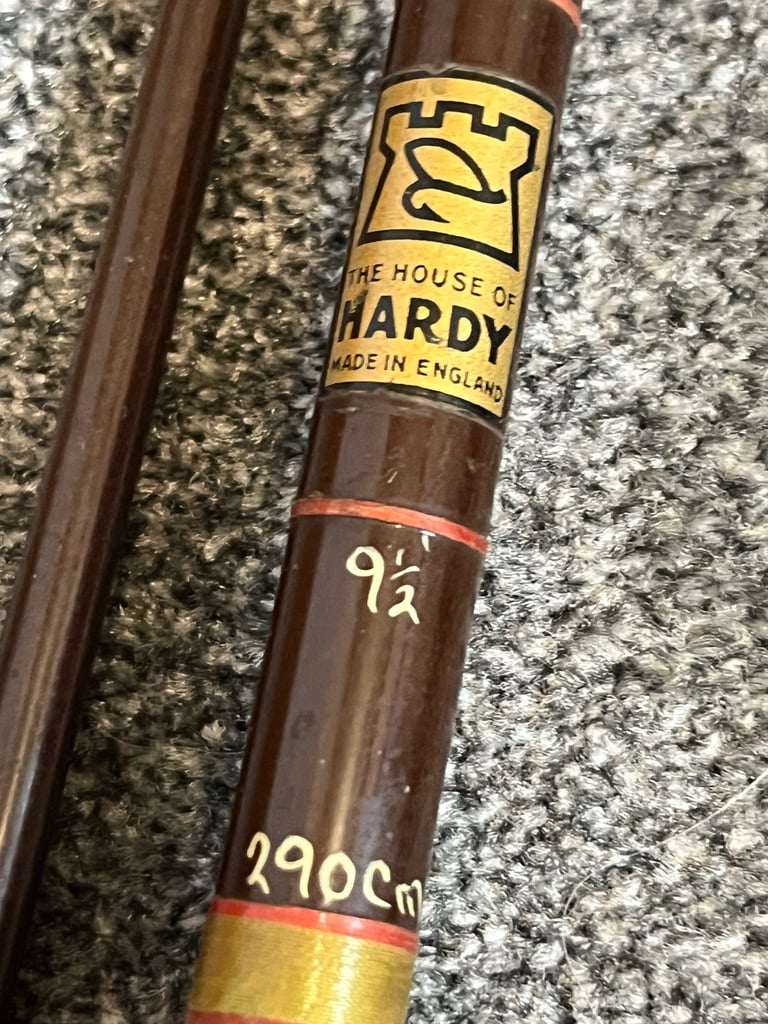 THE HOUSE OF
HARDY
MADE IN ENGLAND
9½'
290Cm